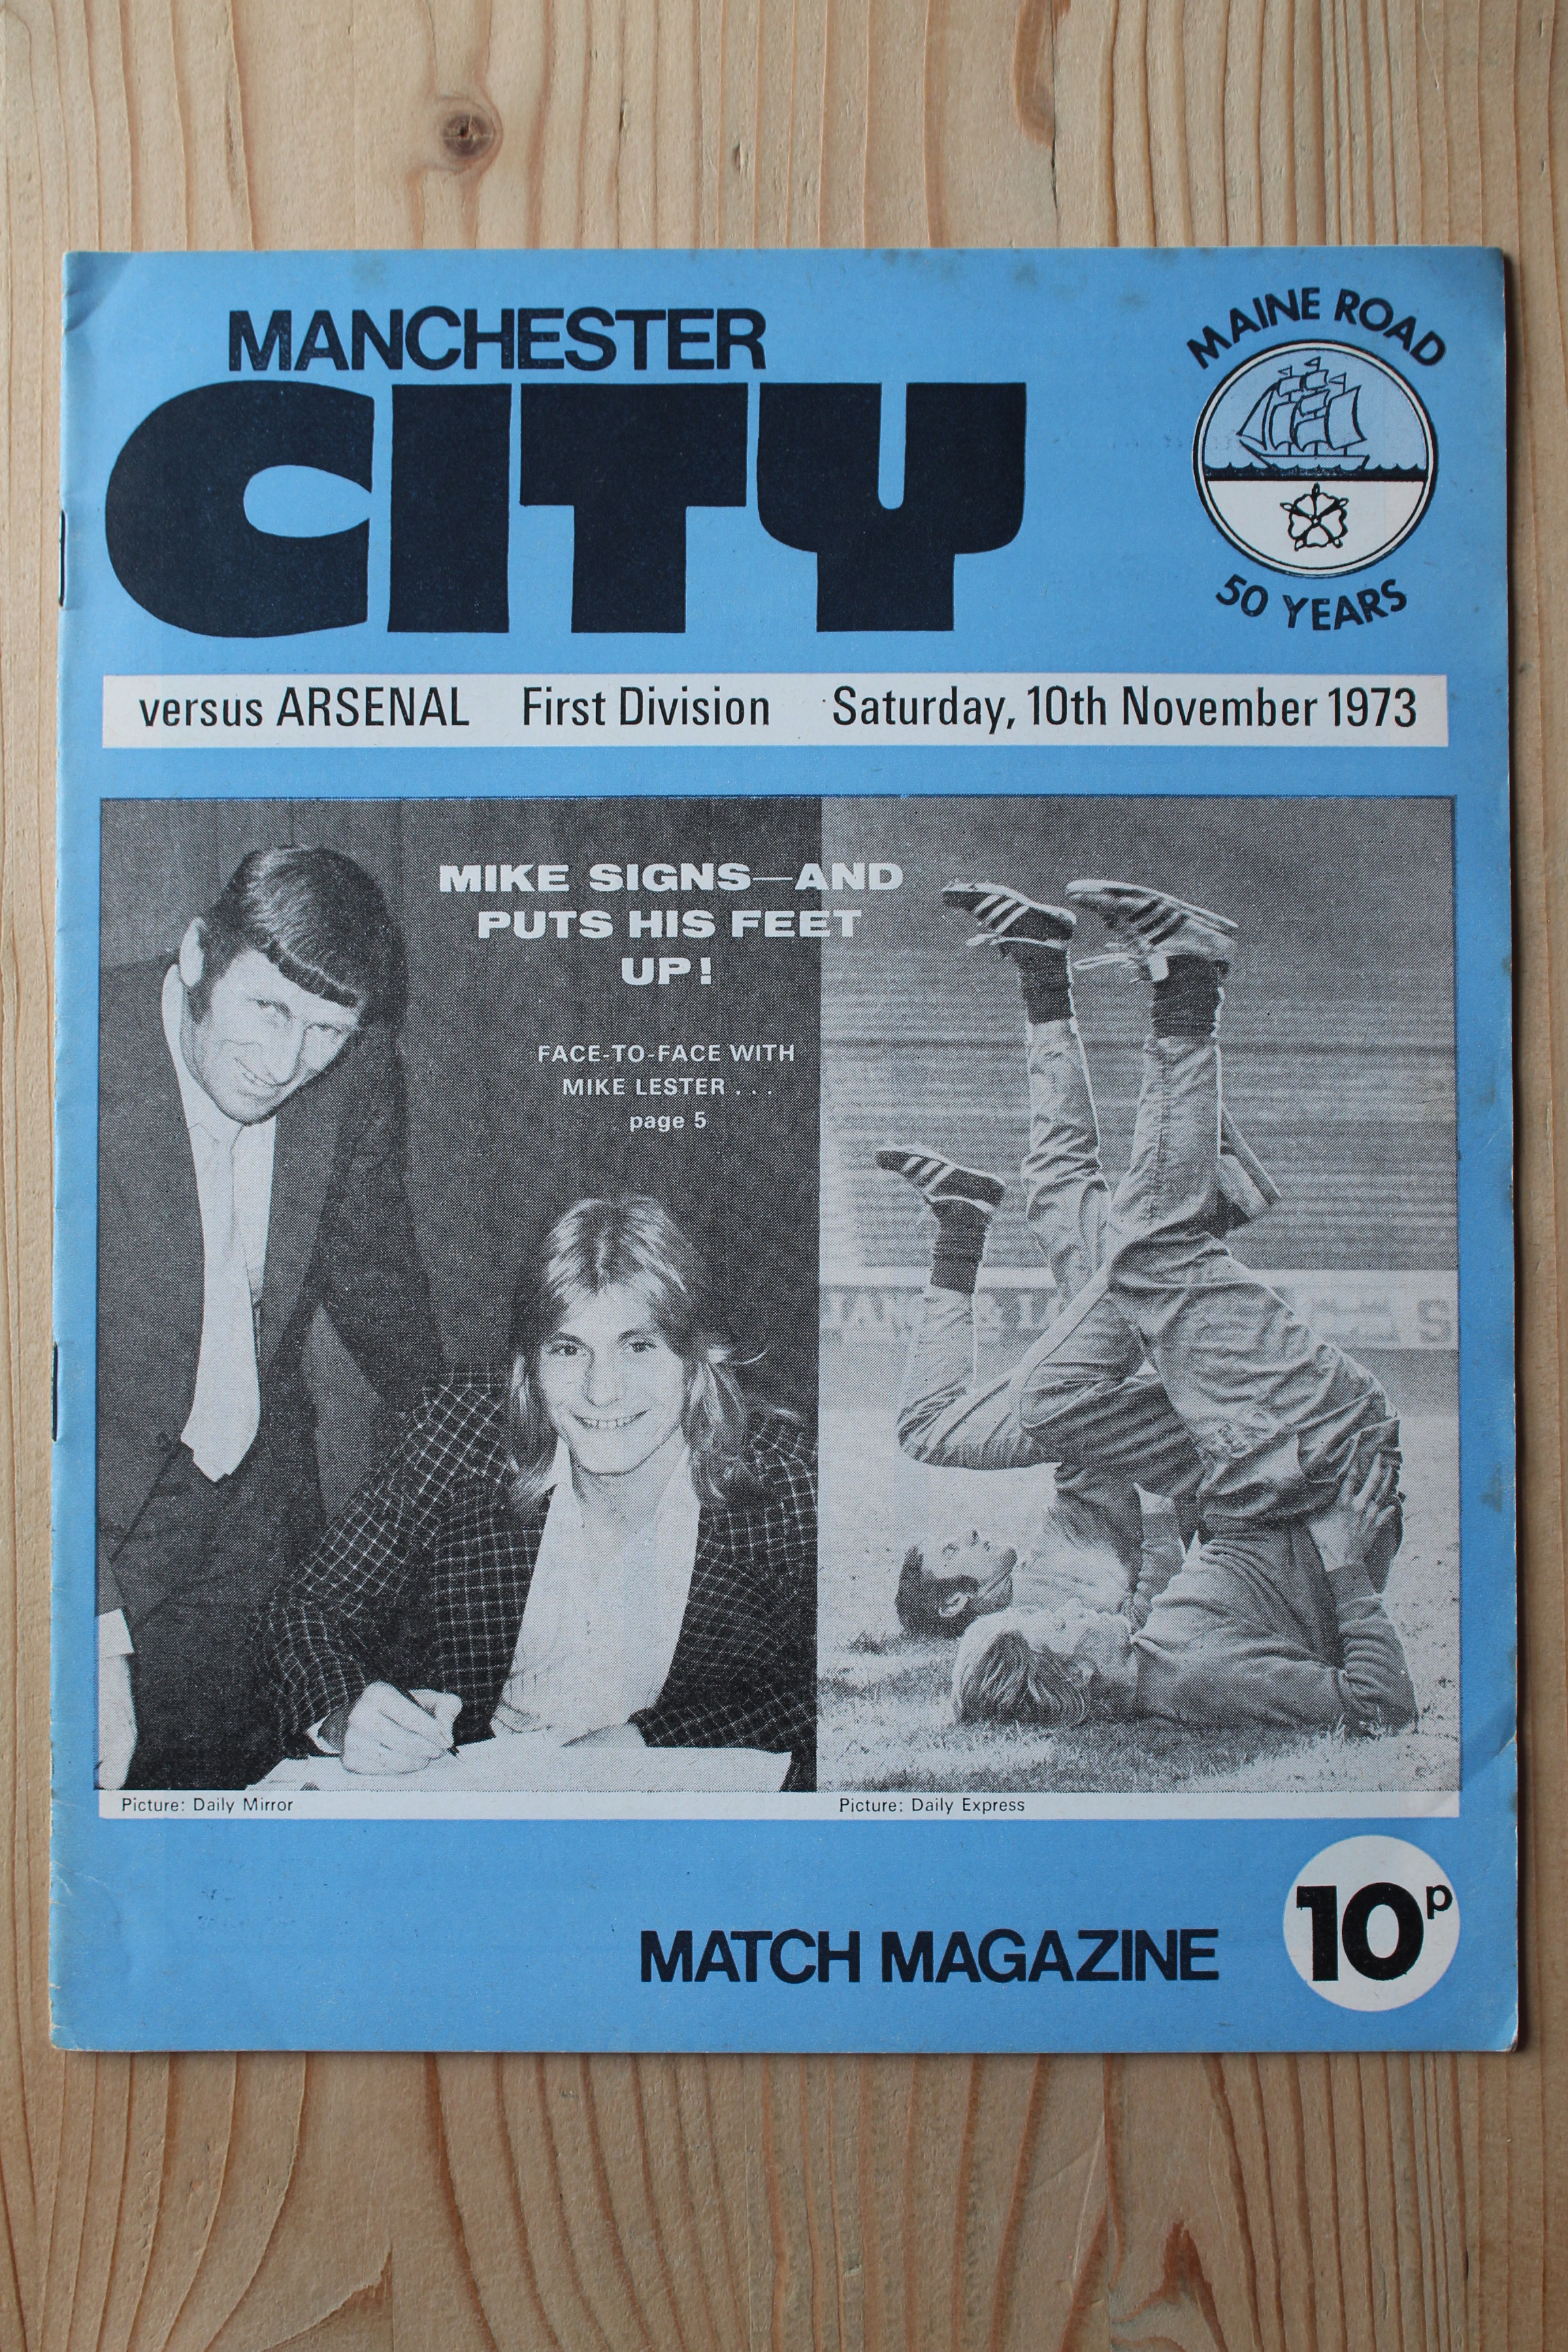 MANCHESTER
CITY
MAINE ROAD
50 YEARS
versus ARSENAL First Division Saturday, 10th November 1973
MIKE SIGNS—AND
PUTS HIS FEET
UP!
FACE-TO-FACE WITH
MIKE LESTER . . .
page 5
Picture: Daily Mirror
Picture: Daily Express
MATCH MAGAZINE
10p